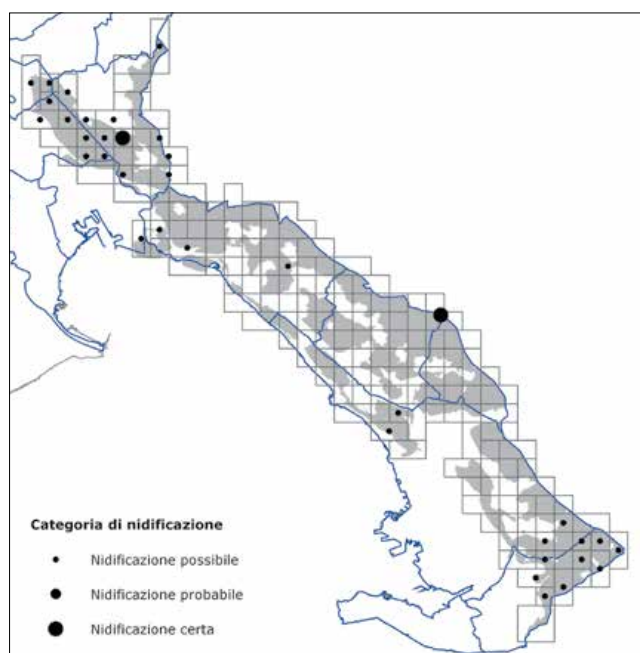 Categoria di nidificazione
Nidificazione possibile
Nidificazione probabile
Nidificazione certa